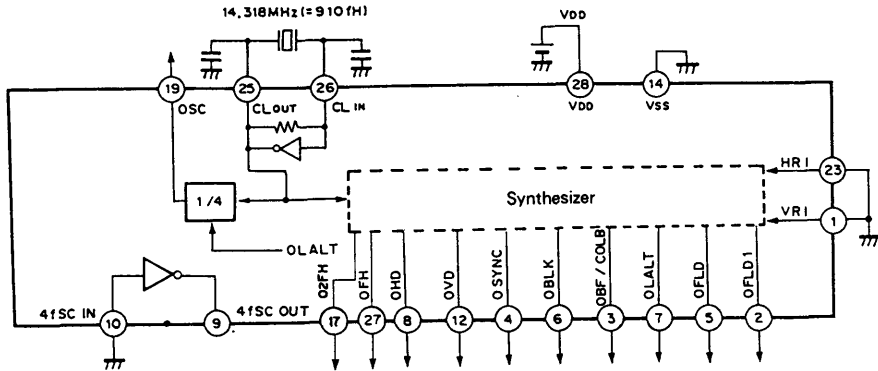 14,318MHz(=910fH)
VDD
19
25
26
28
14
OSC
CLOUT
CL IN
VDD
VSS
HRI
23
1/4
Synthesizer
VRI
1
OLALT
O2FH
OFH
OHD
OVD
OSYNC
OBLK
OBF/COLB
OLALT
OFLD
OFLD1
4fSC IN
4fSC OUT
10
9
17
27
8
12
4
6
3
7
5
2